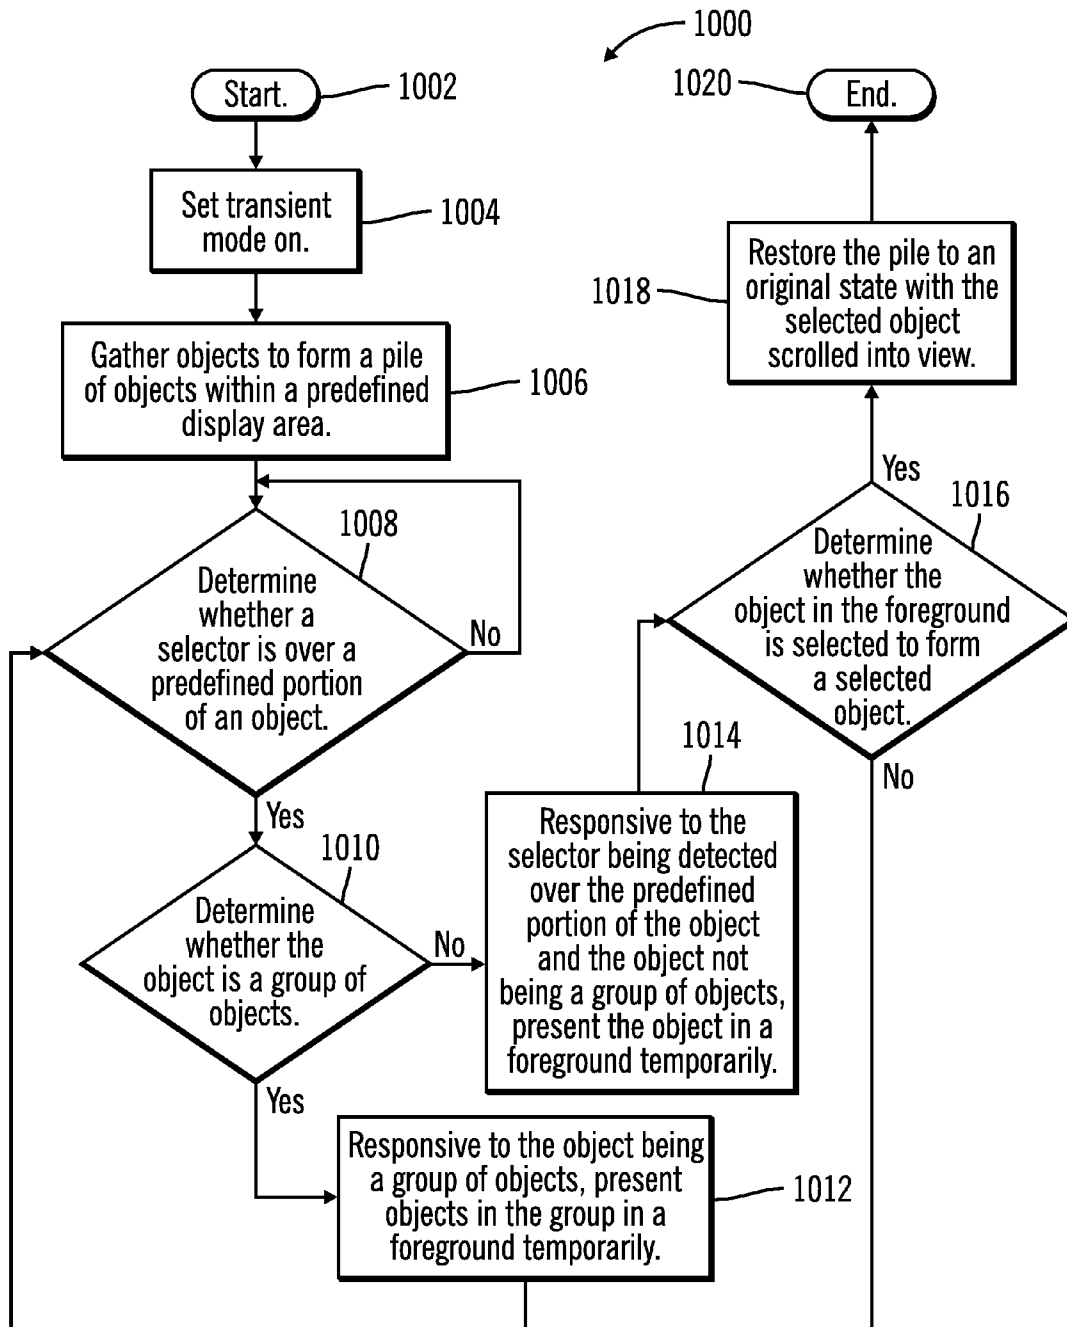 1000
Start.
1002
Set transient
mode on.
1004
Gather objects to form a pile
of objects within a predefined
display area.
1006
1008
Determine
whether a
selector is over a
predefined portion
of an object.
No
Yes
1010
Determine
whether the
object is a group of
objects.
No
Yes
Responsive to the object being
a group of objects, present
objects in the group in a
foreground temporarily.
1012
1014
Responsive to the
selector being detected
over the predefined
portion of the object
and the object not
being a group of objects,
present the object in a
foreground temporarily.
1016
Determine
whether the
object in the foreground
is selected to form
a selected
object.
Yes
No
1018
Restore the pile to an
original state with the
selected object
scrolled into view.
1020
End.